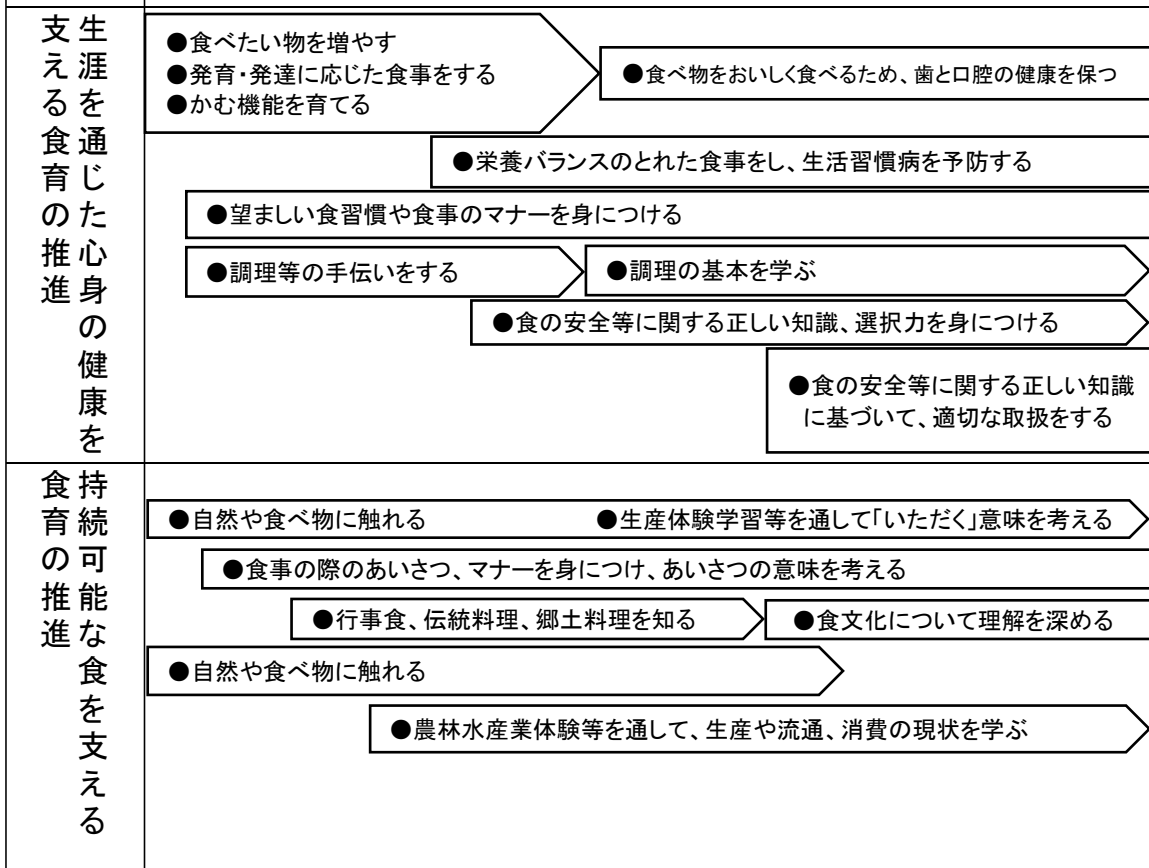 生涯を通じた心身の健康を
支える食育の推進
●食べたい物を増やす
●発育・発達に応じた食事をする
●かむ機能を育てる
●食べ物をおいしく食べるため、歯と口腔の健康を保つ
●栄養バランスのとれた食事をし、生活習慣病を予防する
●望ましい食習慣や食事のマナーを身につける
●調理等の手伝いをする
●調理の基本を学ぶ
●食の安全等に関する正しい知識、選択力を身につける
●食の安全等に関する正しい知識
に基づいて、適切な取扱をする
持続可能な食を支える
食育の推進
●自然や食べ物に触れる
●生産体験学習等を通して「いただく」意味を考える
●食事の際のあいさつ、マナーを身につけ、あいさつの意味を考える
●行事食、伝統料理、郷土料理を知る
●食文化について理解を深める
●自然や食べ物に触れる
●農林水産業体験等を通して、生産や流通、消費の現状を学ぶ